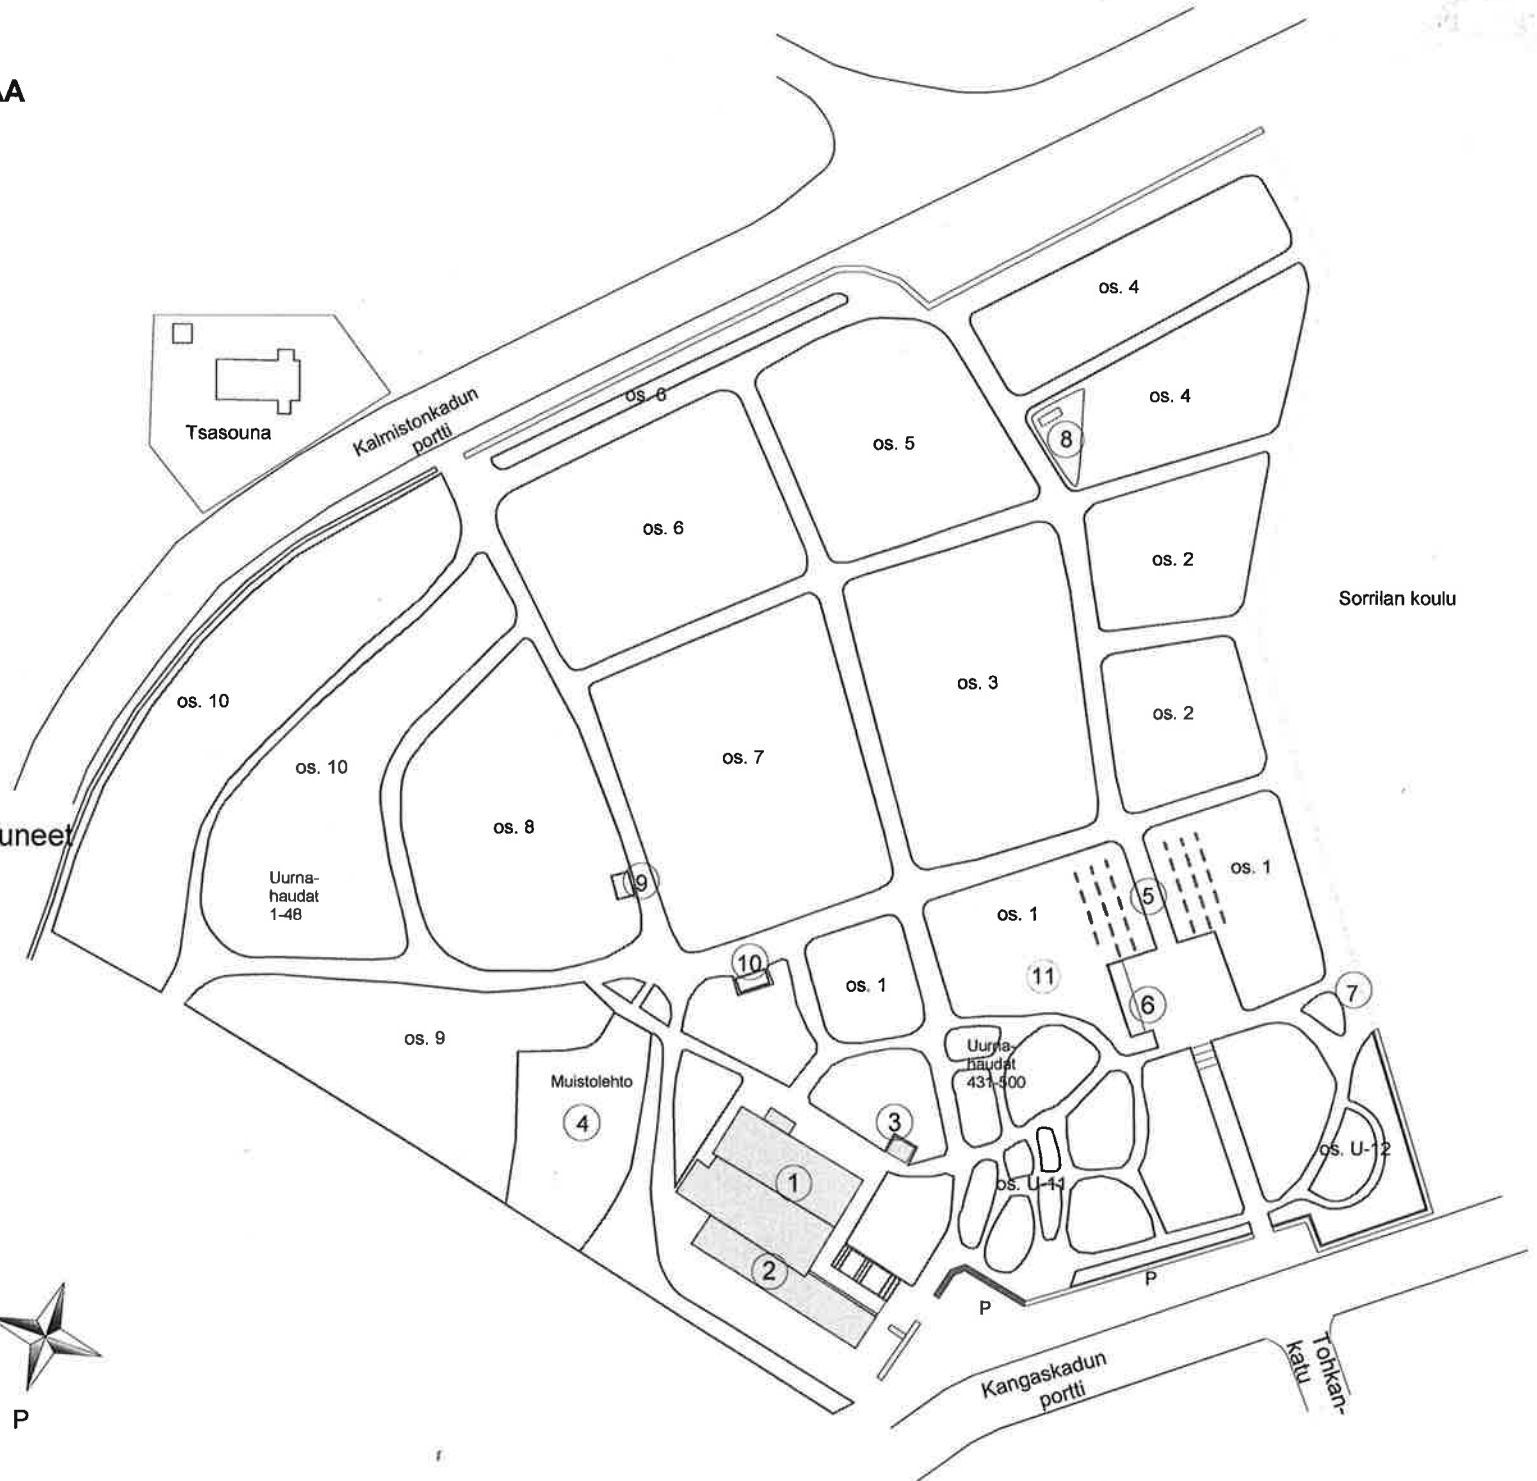 AA
os. 4
os. 4
Kalmistonkadun
portti
os. 6
Tsasouna
os. 5
8
os. 6
os. 2
Sorrilan koulu
os. 10
os. 3
os. 2
os. 7
os. 10
uneet
os. 8
Uurna-
haudat
1-48
9
os. 1
5
os. 1
10
11
os. 1
6
7
os. 9
Uurna-
haudat
431-500
Muistolehto
4
3
os. U-12
1
os. U-11
2
P
P
Kangaskadun
portti
Tohkan-
katu
P